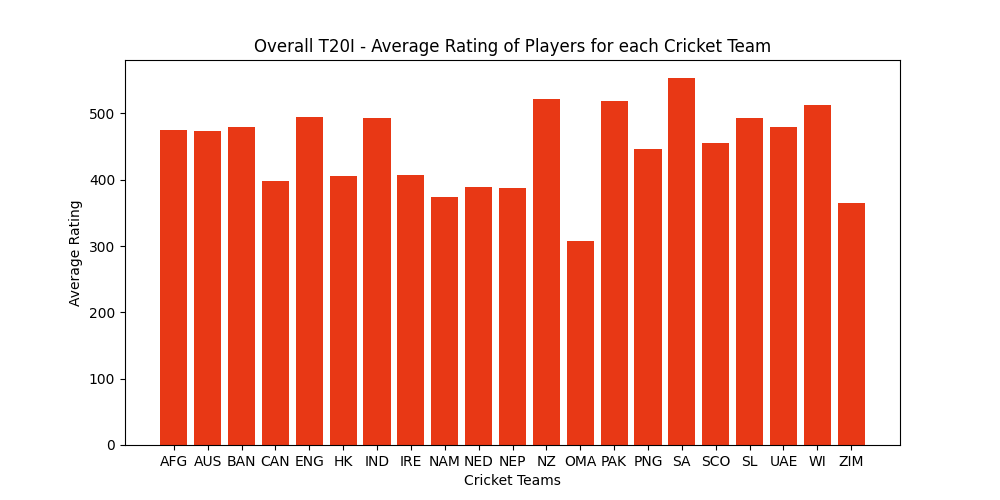 Overall T20I - Average Rating of Players for each Cricket Team
Average Rating
500
400
300
200
100
0
AFG AUS BAN CAN ENG HK IND IRE NAM NED NEP NZ OMA PAK PNG SA SCO SL UAE WI ZIM
Cricket Teams